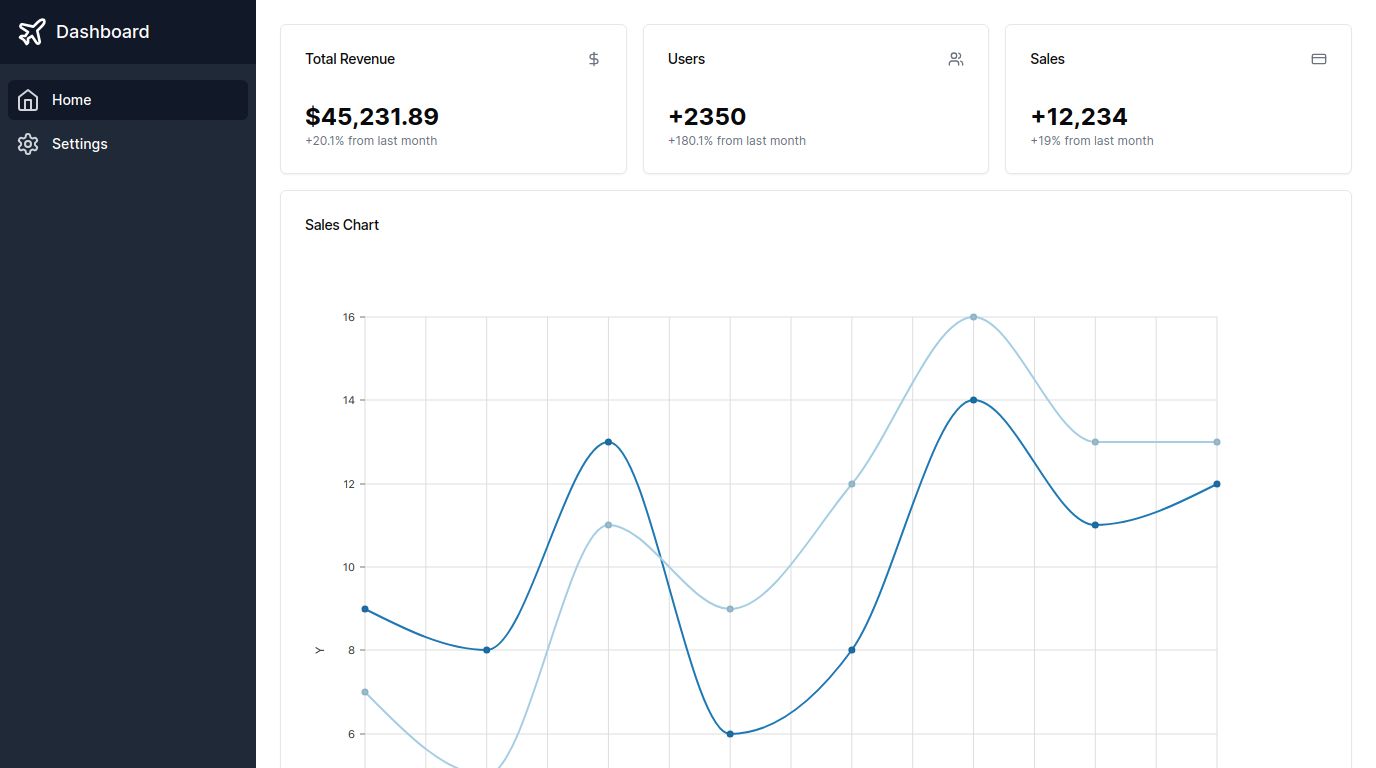 Dashboard
Home
Settings
Total Revenue
$45,231.89
+20.1% from last month
Users
+2350
+180.1% from last month
Sales
+12,234
+19% from last month
Sales Chart
16
14
12
10
8
6
Y